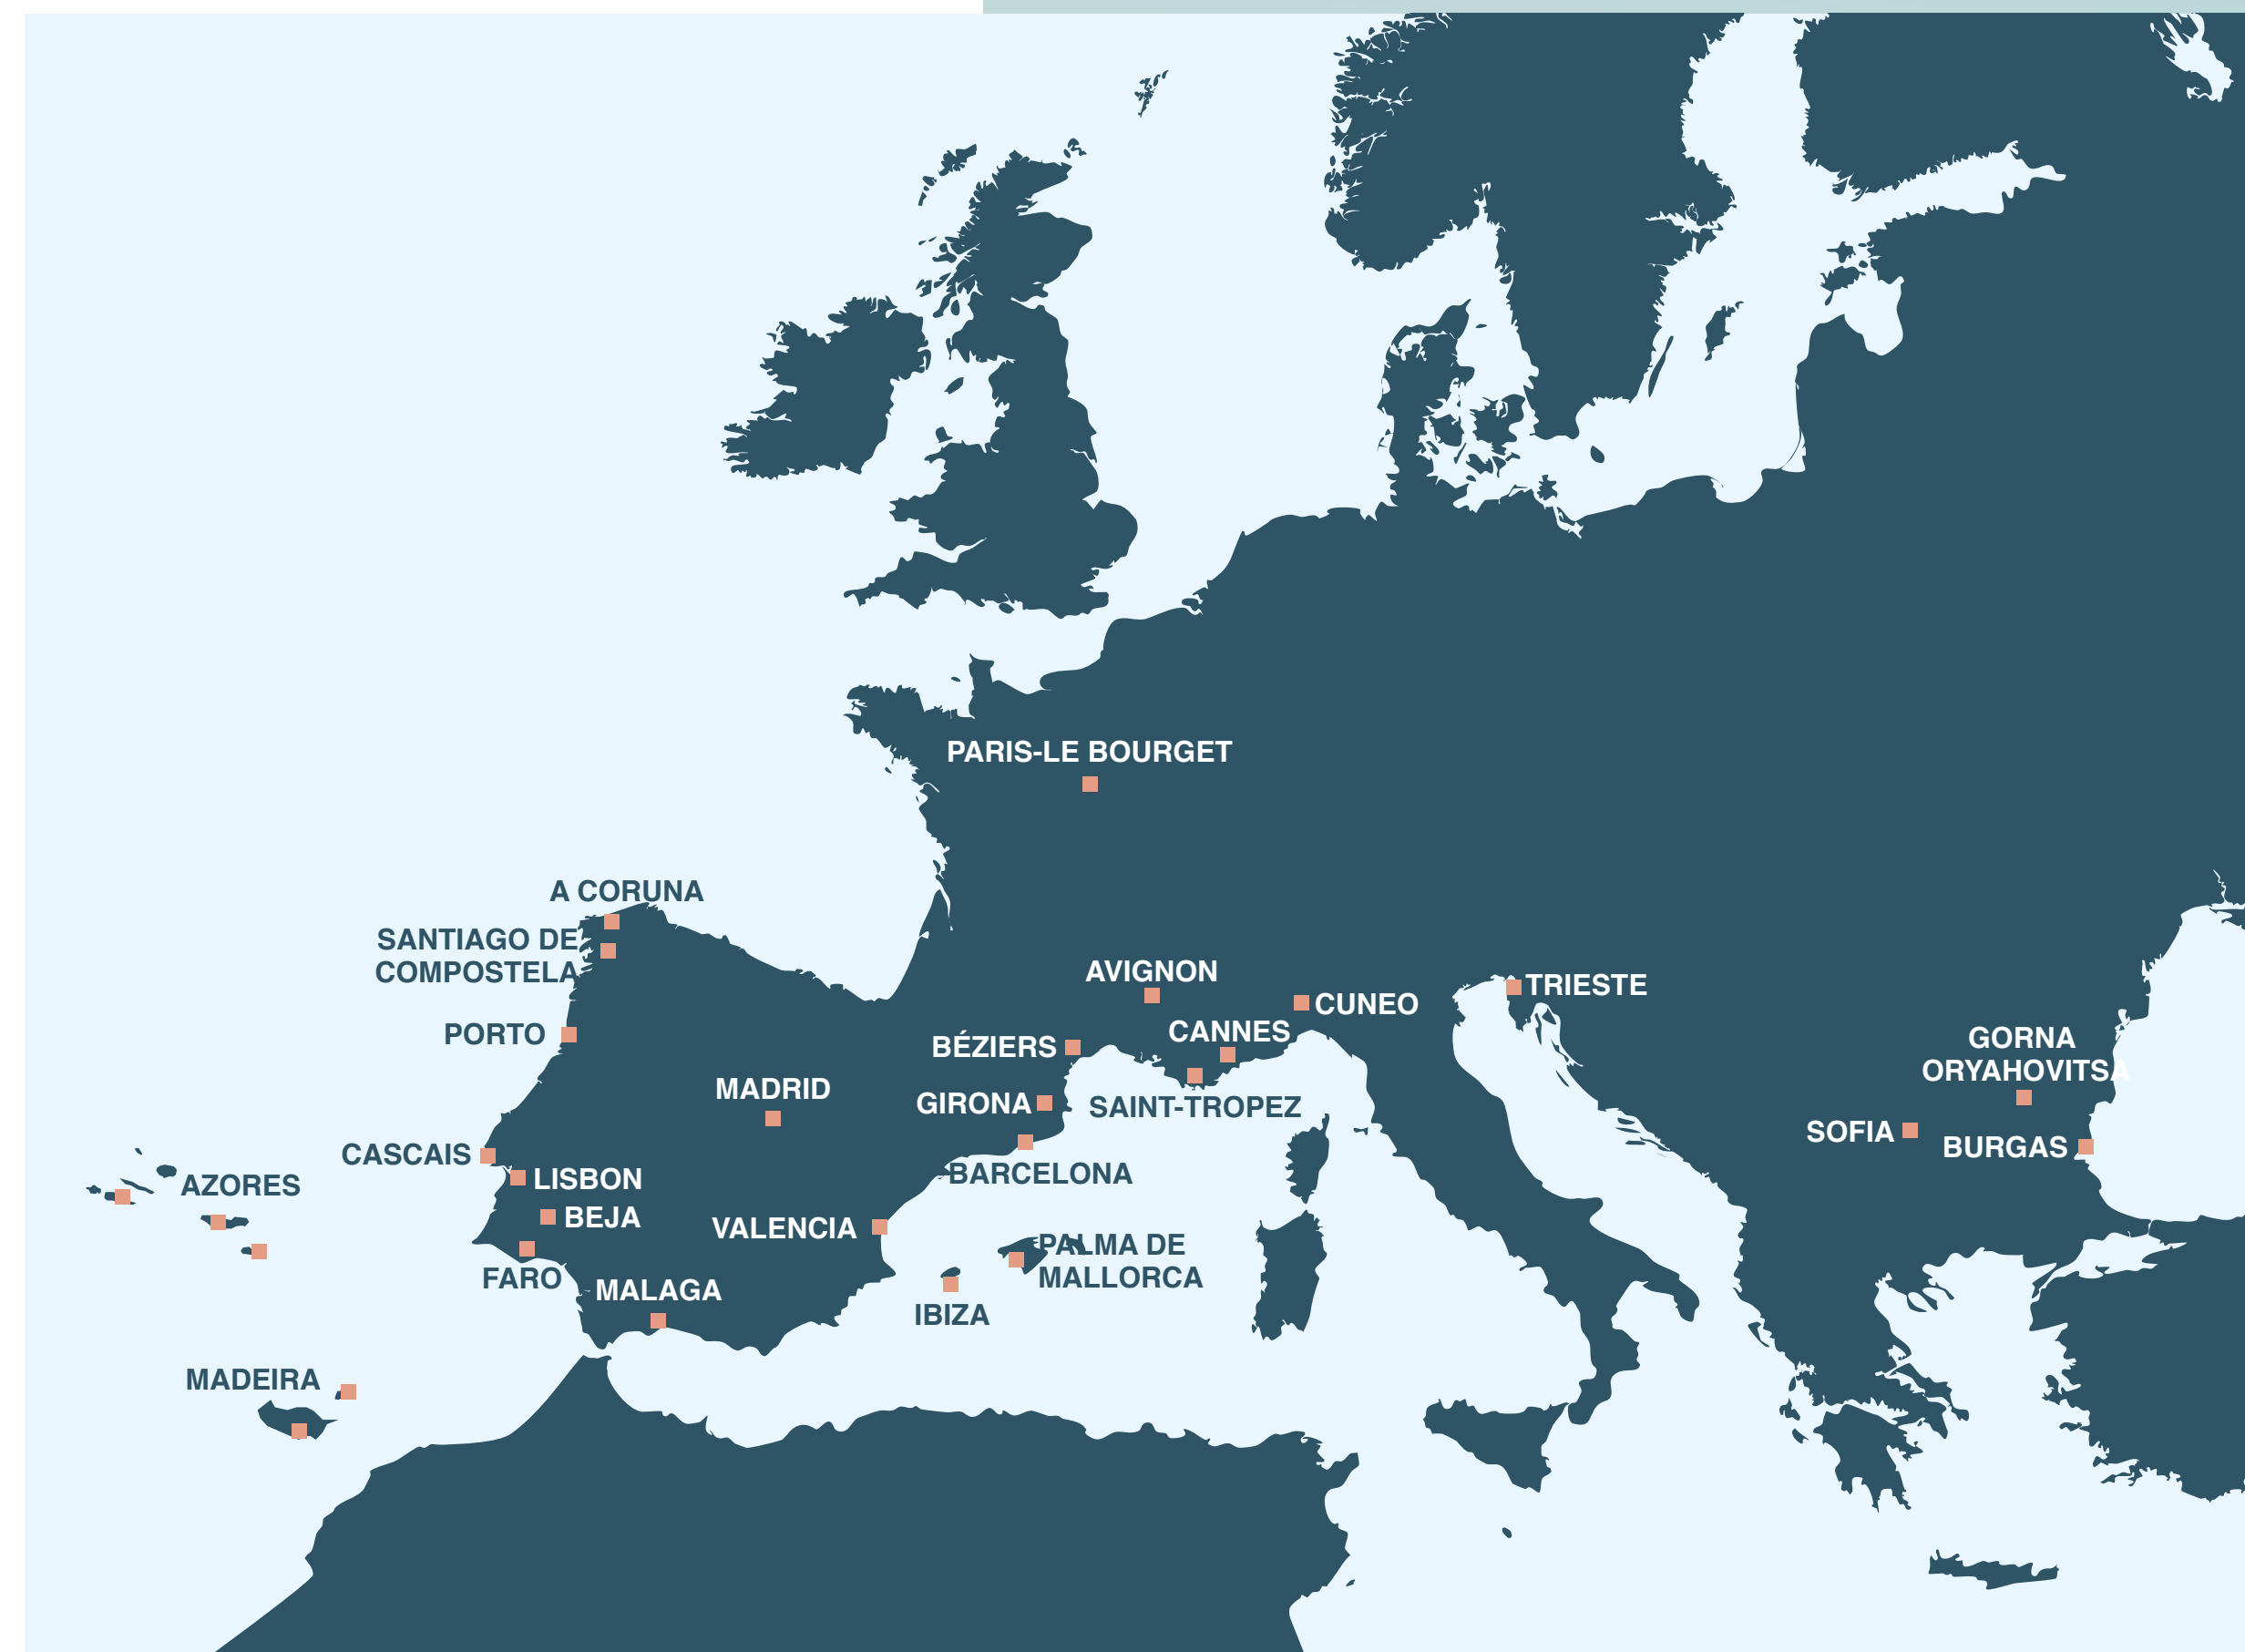 PARIS-LE BOURGET
A CORUNA
SANTIAGO DE
COMPOSTELA
AVIGNON
TRIESTE
CUNEO
PORTO
CANNES
BÉZIERS
GORNA
ORYAHOVITSA
MADRID
GIRONA
SAINT-TROPEZ
SOFIA
BURGAS
CASCAIS
BARCELONA
AZORES
LISBON
BEJA
VALENCIA
PALMA DE
MALLORCA
FARO
MALAGA
IBIZA
MADEIRA